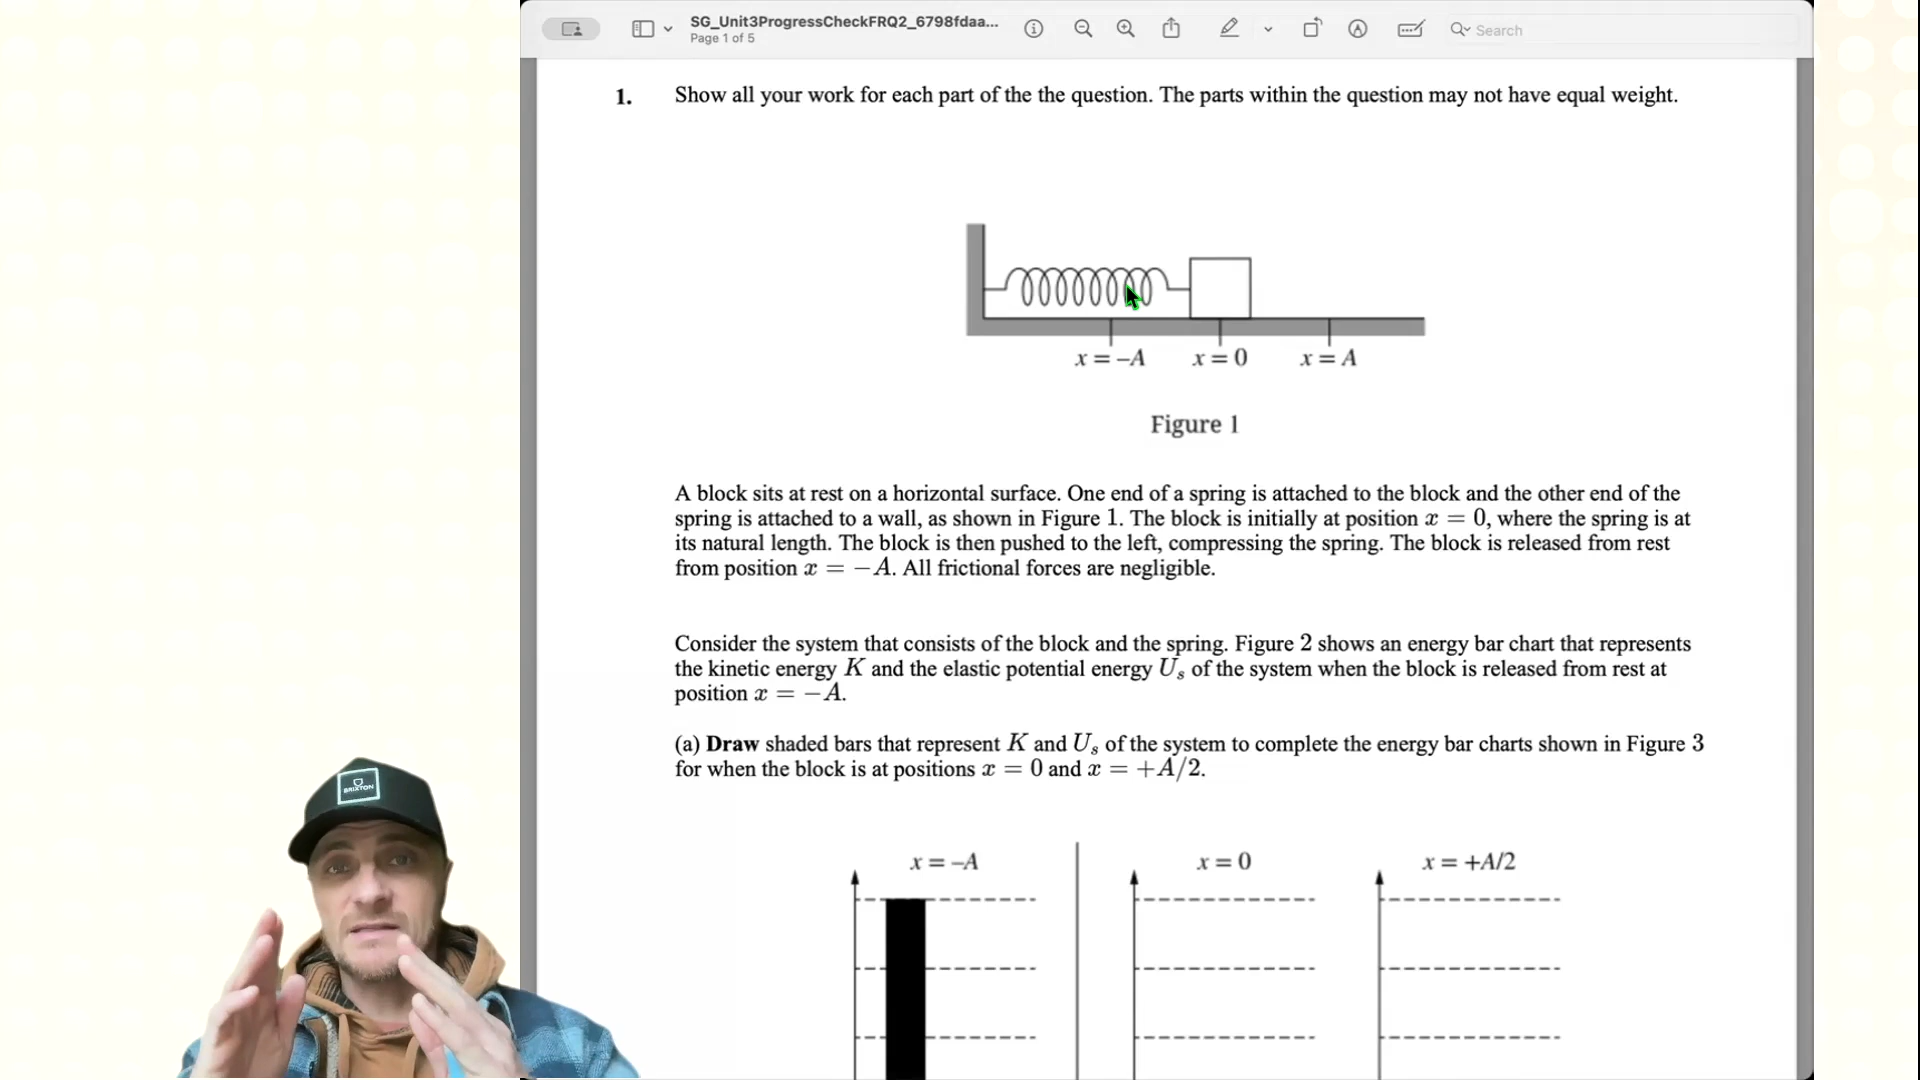 SG_Unit3ProgressCheckFRQ2_6798fdaa...
Page 1 of 5
Search
1. Show all your work for each part of the the question. The parts within the question may not have equal weight.
x = –A x = 0 x = A
Figure 1
A block sits at rest on a horizontal surface. One end of a spring is attached to the block and the other end of the
spring is attached to a wall, as shown in Figure 1. The block is initially at position x = 0, where the spring is at
its natural length. The block is then pushed to the left, compressing the spring. The block is released from rest
from position x = −A. All frictional forces are negligible.
Consider the system that consists of the block and the spring. Figure 2 shows an energy bar chart that represents
the kinetic energy K and the elastic potential energy Us of the system when the block is released from rest at
position x = −A.
(a) Draw shaded bars that represent K and Us of the system to complete the energy bar charts shown in Figure 3
for when the block is at positions x = 0 and x = +A/2.
x = –A x = 0 x = +A/2
BRIXTON